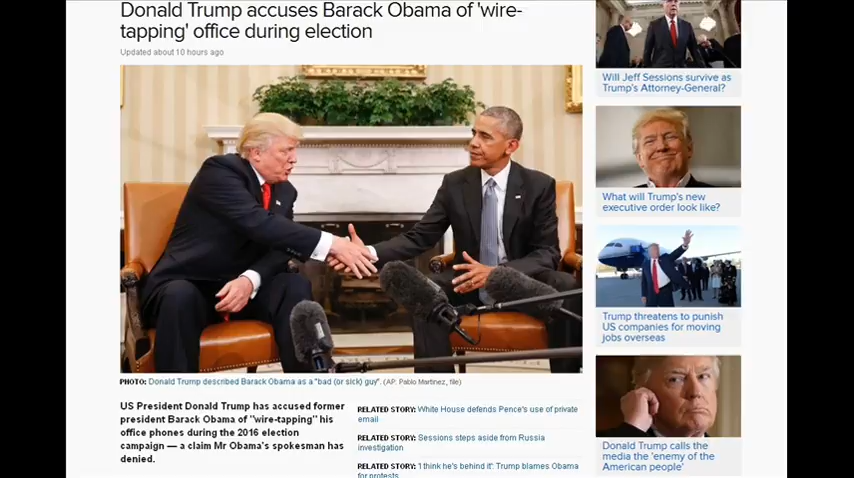 Donald Trump accuses Barack Obama of 'wire-
tapping' office during election
Updated about 10 hours ago
PHOTO: Donald Trump described Barack Obama as a "bad (or sick) guy". (AP: Pablo Martinez, file)
US President Donald Trump has accused former
president Barack Obama of "wire-tapping" his
office phones during the 2016 election
campaign — a claim Mr Obama's spokesman has
denied.
RELATED STORY: White House defends Pence's use of private
email
RELATED STORY: Sessions steps aside from Russia
investigation
RELATED STORY: 'I think he's behind it': Trump blames Obama
for protests
Will Jeff Sessions survive as
Trump's Attorney-General?
What will Trump's new
executive order look like?
Trump threatens to punish
US companies for moving
jobs overseas
Donald Trump calls the
media the 'enemy of the
American people'